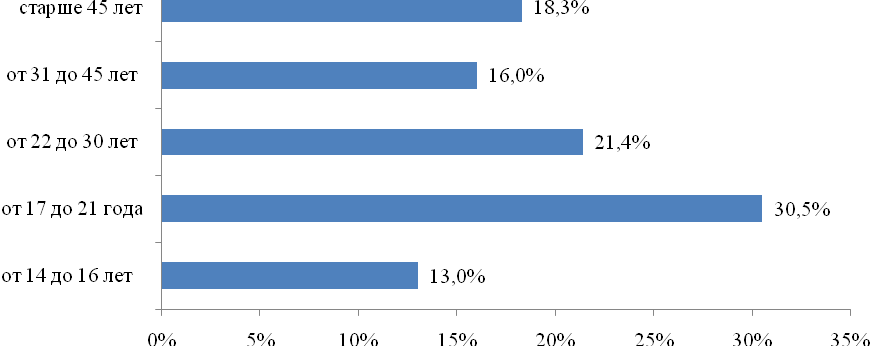 старше 45 лет 18,3%
от 31 до 45 лет 16,0%
от 22 до 30 лет 21,4%
от 17 до 21 года 30,5%
от 14 до 16 лет 13,0%
0% 5% 10% 15% 20% 25% 30% 35%